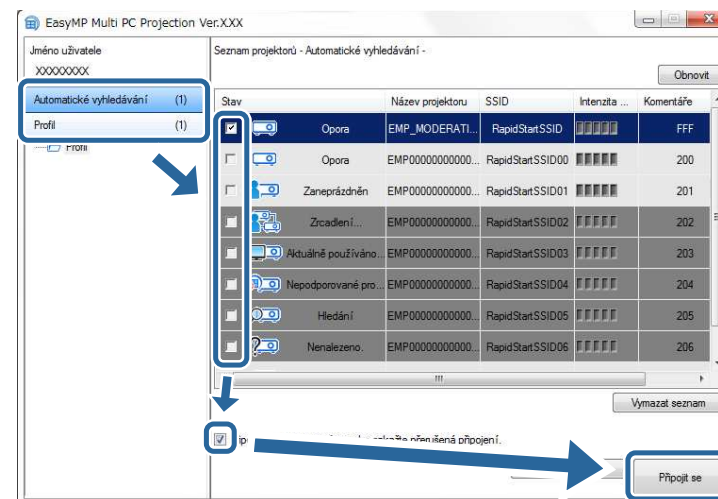 EasyMP Multi PC Projection Ver.XXX
Jméno uživatele
XXXXXXXX
Automatické vyhledávání (1)
Profil (1)
Profil
Seznam projektorů - Automatické vyhledávání -
Obnovit
Stav Název projektoru SSID Intenzita ... Komentáře
Opora EMP_MODERATI... RapidStartSSID FFF
Opora EMP00000000000... RapidStartSSID00 200
Zaneprázdněn EMP00000000000... RapidStartSSID01 201
Zrcadlení... EMP00000000000... RapidStartSSID02 202
Aktuálně používáno... EMP00000000000... RapidStartSSID03 203
Nepodporované pro... EMP00000000000... RapidStartSSID04 204
Hledání EMP00000000000... RapidStartSSID05 205
Nenalezeno. EMP00000000000... RapidStartSSID06 206
Vymazat seznam
přerušená připojení.
Připojit se